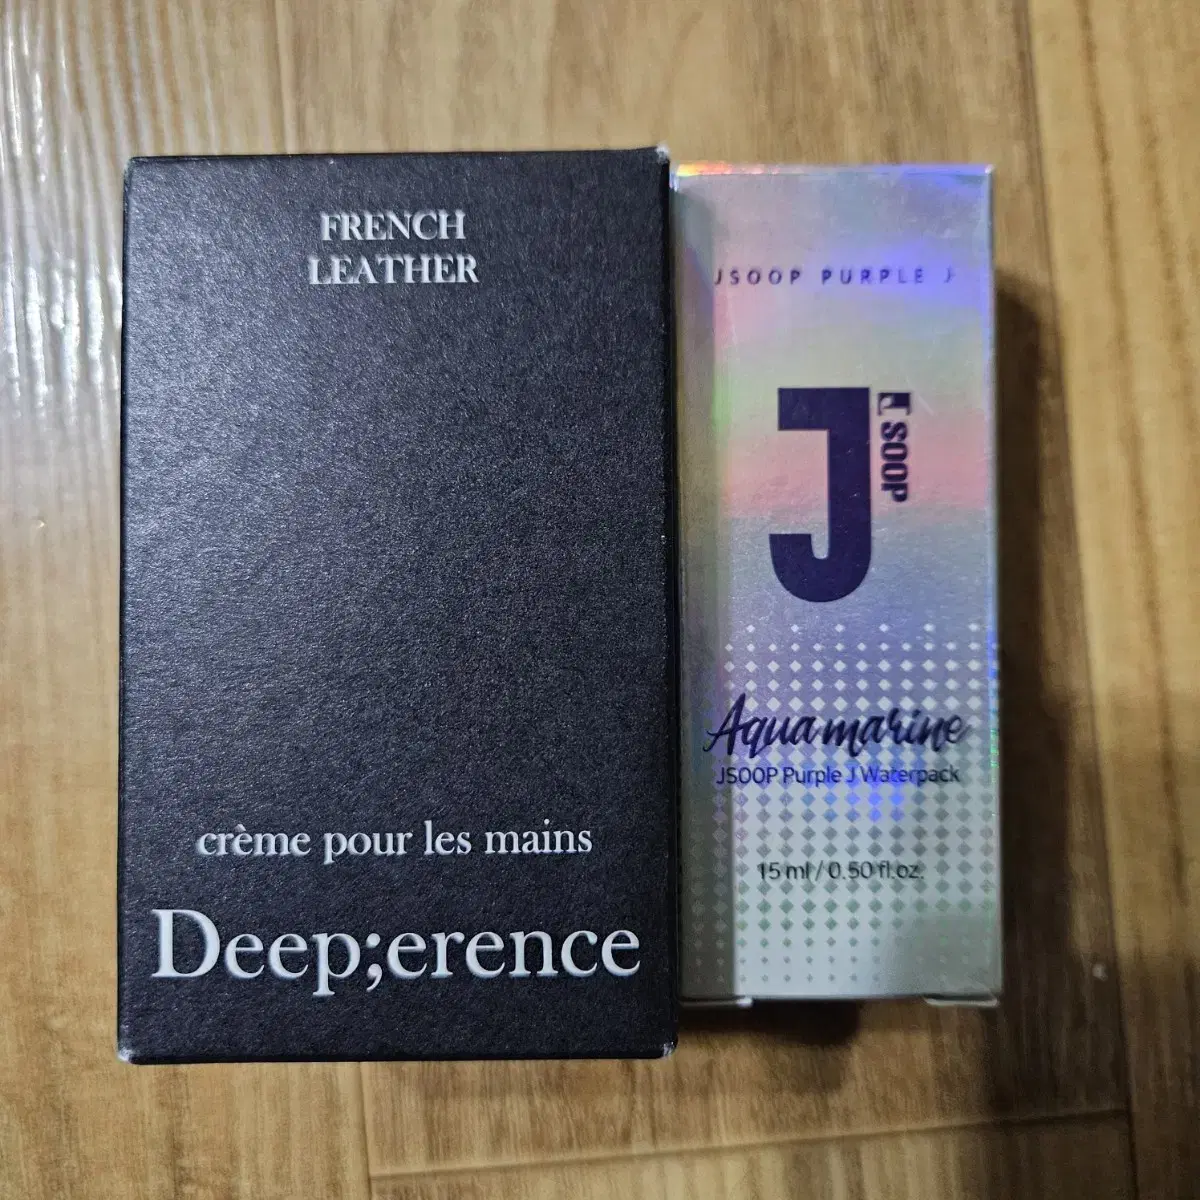 FRENCH
LEATHER
crème pour les mains
Deep;erence
JSOOP PURPLE J
J
J SOOP
Aquamarine
JSOOP Purple J Waterpack
15 ml / 0.50 fl.oz.